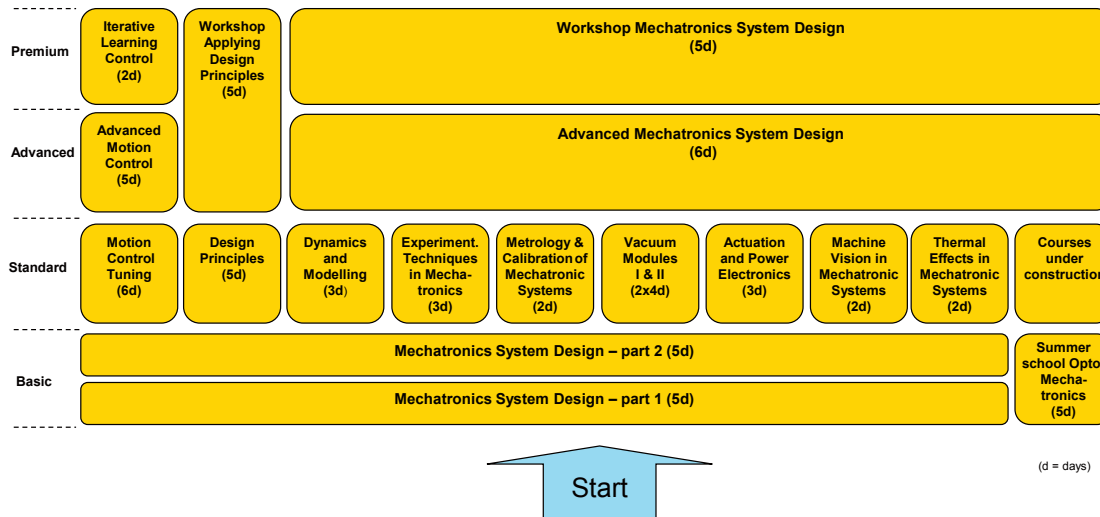 Premium
Iterative
Learning
Control
(2d)
Workshop
Applying
Design
Principles
(5d)
Workshop Mechatronics System Design
(5d)
Advanced
Advanced
Motion
Control
(5d)
Advanced Mechatronics System Design
(6d)
Standard
Motion
Control
Tuning
(6d)
Design
Principles
(5d)
Dynamics
and
Modelling
(3d)
Experiment.
Techniques
in Mecha-
tronics
(3d)
Metrology &
Calibration of
Mechatronic
Systems
(2d)
Vacuum
Modules
I & II
(2x4d)
Actuation
and Power
Electronics
(3d)
Machine
Vision in
Mechatronic
Systems
(2d)
Thermal
Effects in
Mechatronic
Systems
(2d)
Courses
under
construction
Basic
Mechatronics System Design – part 2 (5d)
Mechatronics System Design – part 1 (5d)
Summer
school Opto
Mecha-
tronics
(5d)
Start
(d = days)